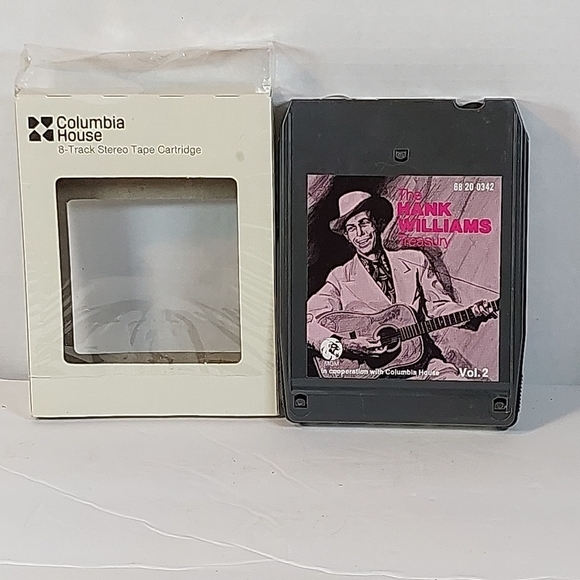 Columbia
House
8-Track Stereo Tape Cartridge
88 20 0342
The
HANK
WILLIAMS
Treasury
MGM
In cooperation with Columbia House
Vol.2